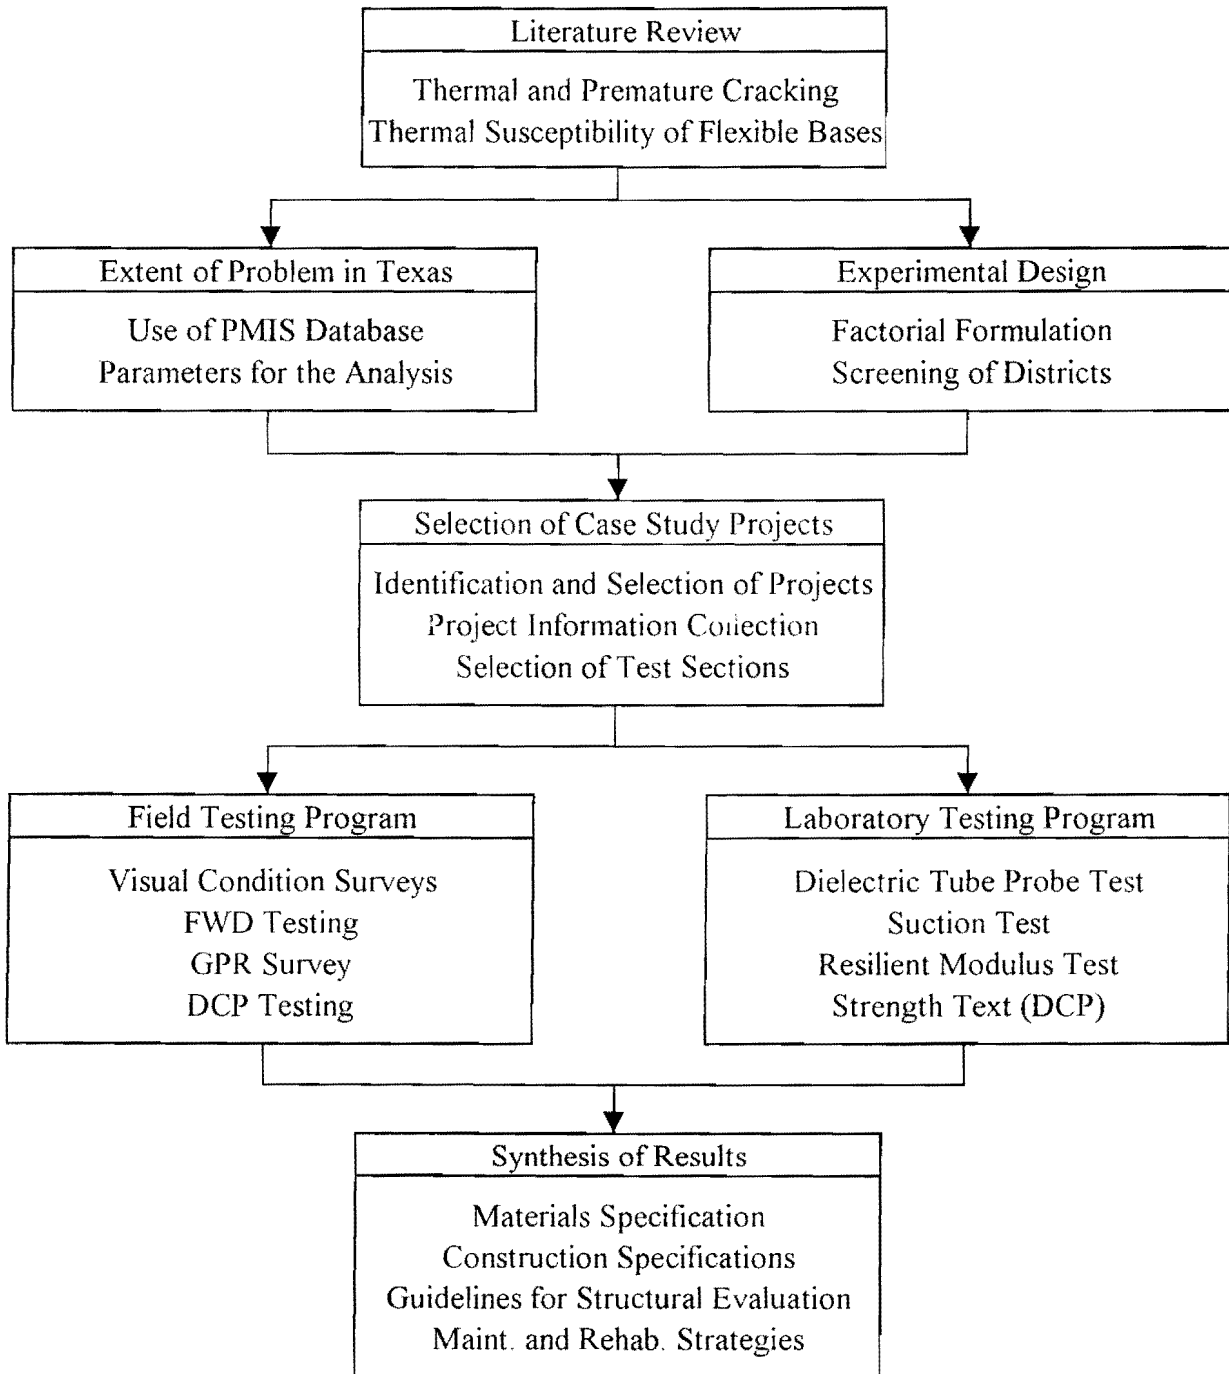 Literature Review
Thermal and Premature Cracking
Thermal Susceptibility of Flexible Bases
Extent of Problem in Texas
Use of PMIS Database
Parameters for the Analysis
Experimental Design
Factorial Formulation
Screening of Districts
Selection of Case Study Projects
Identification and Selection of Projects
Project Information Collection
Selection of Test Sections
Field Testing Program
Visual Condition Surveys
FWD Testing
GPR Survey
DCP Testing
Laboratory Testing Program
Dielectric Tube Probe Test
Suction Test
Resilient Modulus Test
Strength Text (DCP)
Synthesis of Results
Materials Specification
Construction Specifications
Guidelines for Structural Evaluation
Maint. and Rehab. Strategies